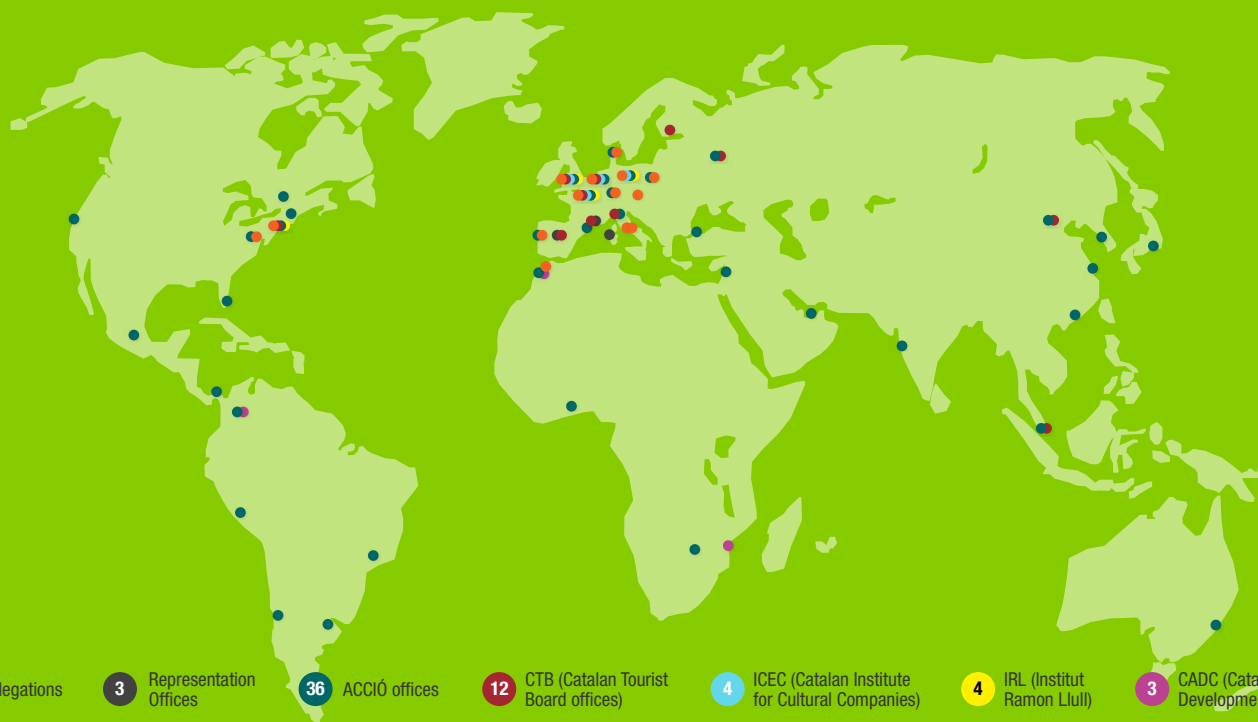 legations
3
Representation
Offices
36
ACCIÓ offices
12
CTB (Catalan Tourist
Board offices)
4
ICEC (Catalan Institute
for Cultural Companies)
4
IRL (Institut
Ramon Llull)
3
CADC (Cata
Developme